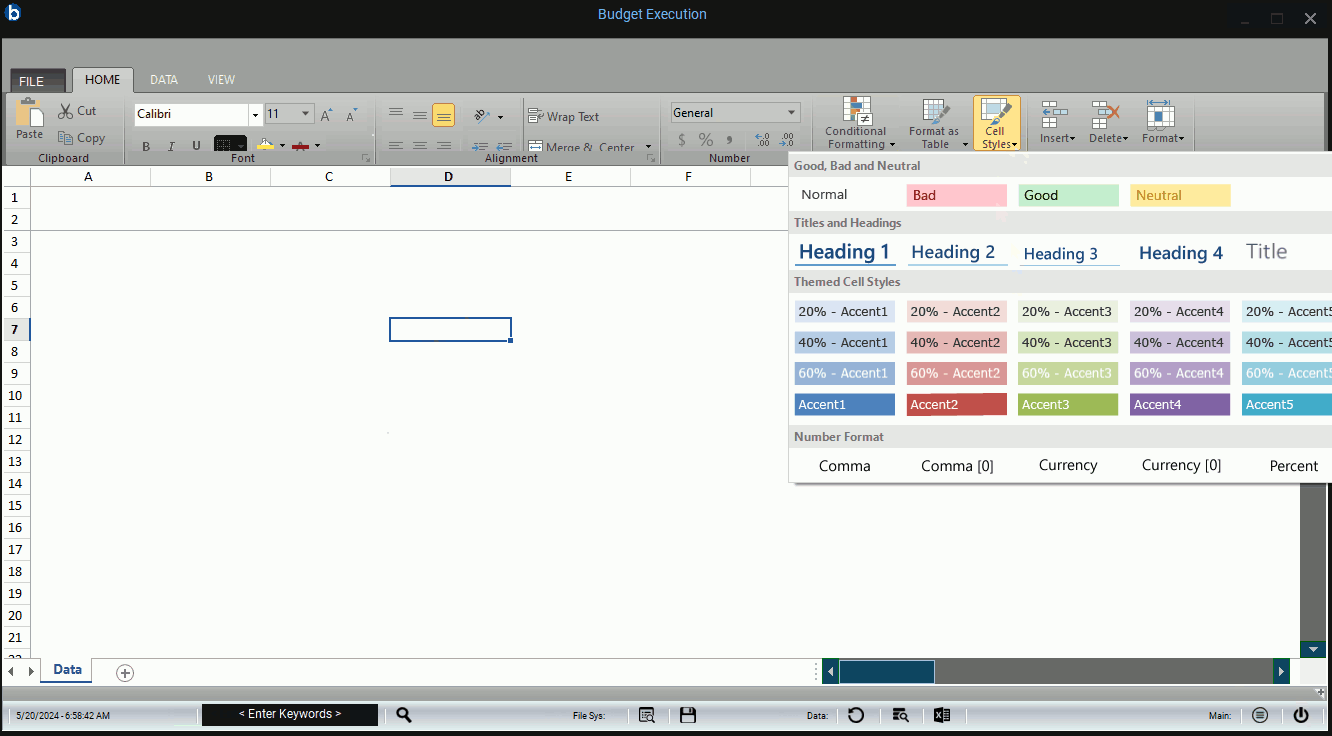 b
Budget Execution
FILE HOME DATA VIEW
Paste
Cut
Copy
Clipboard
Calibri 11
A A
B I U A
Font
Wrap Text
Merge & Center
Alignment
General
$ % , .0 .00 .00 .0
Number
Conditional Formatting
Format as Table
Cell Styles
Insert
Delete
Format
Good, Bad and Neutral
Normal Bad Good Neutral
Titles and Headings
Heading 1 Heading 2 Heading 3 Heading 4 Title
Themed Cell Styles
20% - Accent1 20% - Accent2 20% - Accent3 20% - Accent4 20% - Accent5
40% - Accent1 40% - Accent2 40% - Accent3 40% - Accent4 40% - Accent5
60% - Accent1 60% - Accent2 60% - Accent3 60% - Accent4 60% - Accent5
Accent1 Accent2 Accent3 Accent4 Accent5
Number Format
Comma Comma [0] Currency Currency [0] Percent
A B C D E F
1
2
3
4
5
6
7
8
9
10
11
12
13
14
15
16
17
18
19
20
21
22
Data
5/20/2024 - 6:58:42 AM < Enter Keywords > File Sys: Data: Main: